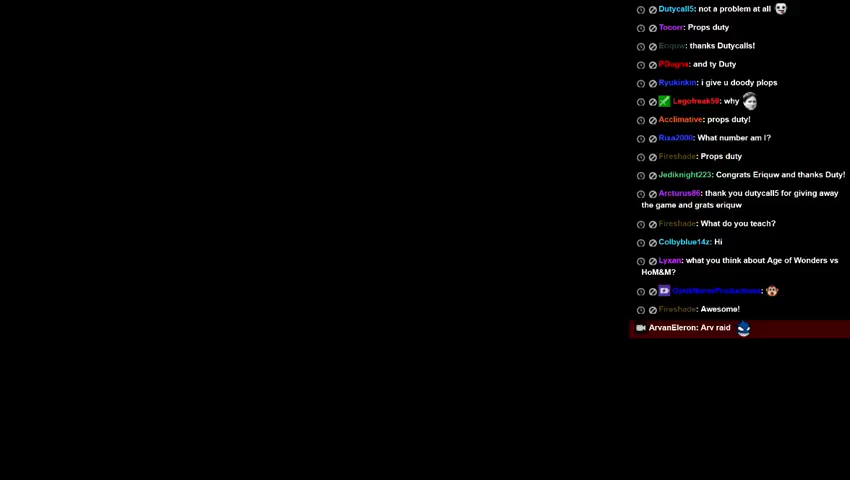 Dutycall5: not a problem at all
Tocorr: Props duty
Eriquw: thanks Dutycalls!
PDogna: and ty Duty
Ryukinkin: i give u doody plops
Legofreak59: why
Acclimative: props duty!
Rixa2000: What number am I?
Fireshade: Props duty
Jediknight223: Congrats Eriquw and thanks Duty!
Arcturus86: thank you dutycall5 for giving away
the game and grats eriquw
Fireshade: What do you teach?
Colbyblue14z: Hi
Lyxan: what you think about Age of Wonders vs
HoM&M?
Fireshade: Awesome!
ArvanEleron: Arv raid